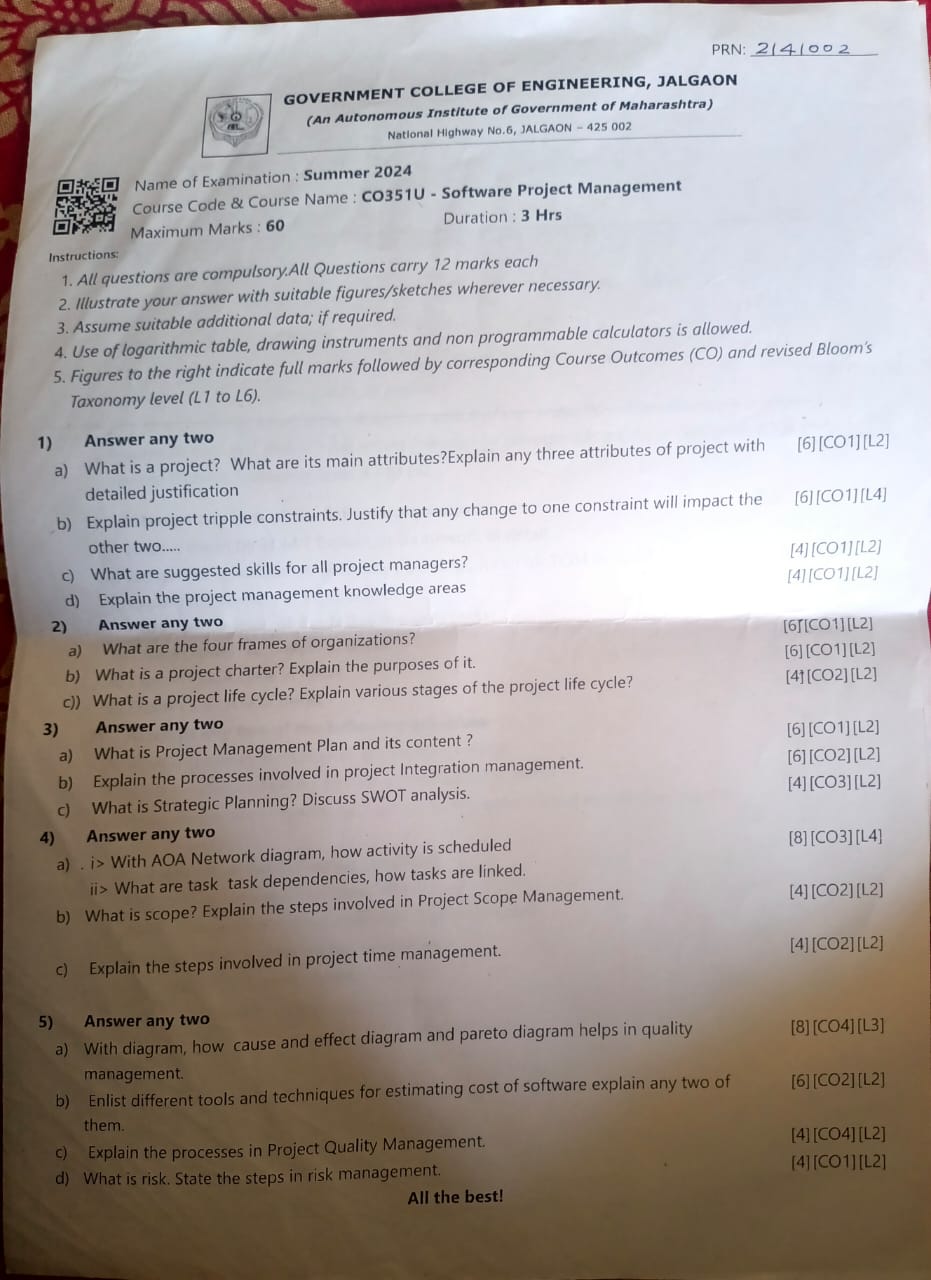 PRN: 2141002
GOVERNMENT COLLEGE OF ENGINEERING, JALGAON
(An Autonomous Institute of Government of Maharashtra)
National Highway No.6, JALGAON - 425 002
Name of Examination : Summer 2024
Course Code & Course Name : CO351U - Software Project Management
Maximum Marks : 60 Duration : 3 Hrs
Instructions:
1. All questions are compulsory.All Questions carry 12 marks each
2. Illustrate your answer with suitable figures/sketches wherever necessary.
3. Assume suitable additional data; if required.
4. Use of logarithmic table, drawing instruments and non programmable calculators is allowed.
5. Figures to the right indicate full marks followed by corresponding Course Outcomes (CO) and revised Bloom's
Taxonomy level (L1 to L6).
1) Answer any two
a) What is a project? What are its main attributes?Explain any three attributes of project with [6][CO1][L2]
detailed justification
b) Explain project tripple constraints. Justify that any change to one constraint will impact the [6][CO1][L4]
other two.....
c) What are suggested skills for all project managers? [4][CO1][L2]
d) Explain the project management knowledge areas [4][CO1][L2]
2) Answer any two
a) What are the four frames of organizations? [6][CO1][L2]
b) What is a project charter? Explain the purposes of it. [6][CO1][L2]
c)) What is a project life cycle? Explain various stages of the project life cycle? [4][CO2][L2]
3) Answer any two
a) What is Project Management Plan and its content ? [6][CO1][L2]
b) Explain the processes involved in project Integration management. [6][CO2][L2]
c) What is Strategic Planning? Discuss SWOT analysis. [4][CO3][L2]
4) Answer any two
a) . i> With AOA Network diagram, how activity is scheduled [8][CO3][L4]
ii> What are task task dependencies, how tasks are linked.
b) What is scope? Explain the steps involved in Project Scope Management. [4][CO2][L2]
c) Explain the steps involved in project time management. [4][CO2][L2]
5) Answer any two
a) With diagram, how cause and effect diagram and pareto diagram helps in quality [8][CO4][L3]
management.
b) Enlist different tools and techniques for estimating cost of software explain any two of [6][CO2][L2]
them.
c) Explain the processes in Project Quality Management. [4][CO4][L2]
d) What is risk. State the steps in risk management. [4][CO1][L2]
All the best!